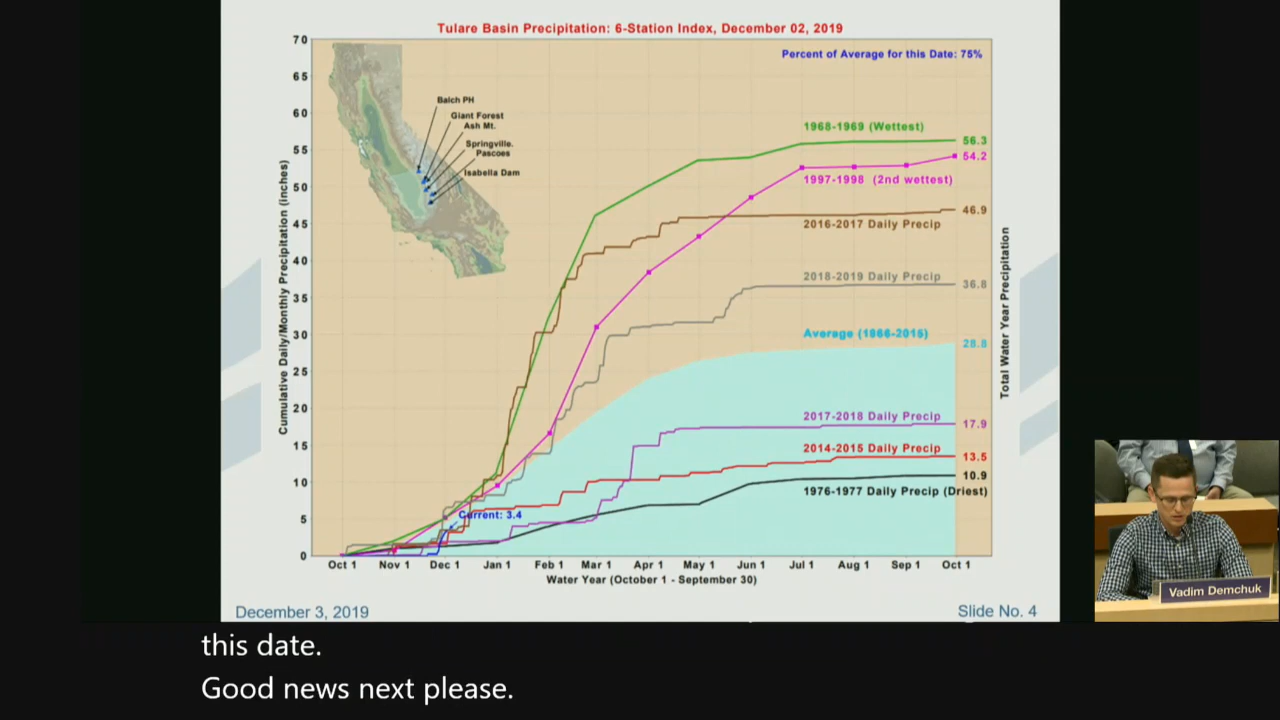 Tulare Basin Precipitation: 6-Station Index, December 02, 2019
Percent of Average for this Date: 75%
Cumulative Daily/Monthly Precipitation (inches)
70
65
60
55
50
45
40
35
30
25
20
15
10
5
0
Balch PH
Giant Forest
Ash Mt.
Springville.
Pascoes
Isabella Dam
1968-1969 (Wettest)
56.3
54.2
1997-1998 (2nd wettest)
46.9
2016-2017 Daily Precip
2018-2019 Daily Precip
36.8
Average (1966-2015)
28.8
2017-2018 Daily Precip
17.9
2014-2015 Daily Precip
13.5
10.9
1976-1977 Daily Precip (Driest)
Current: 3.4
Total Water Year Precipitation
Oct 1 Nov 1 Dec 1 Jan 1 Feb 1 Mar 1 Apr 1 May 1 Jun 1 Jul 1 Aug 1 Sep 1 Oct 1
Water Year (October 1 - September 30)
December 3, 2019
Slide No. 4
Vadim Demchuk
this date.
Good news next please.